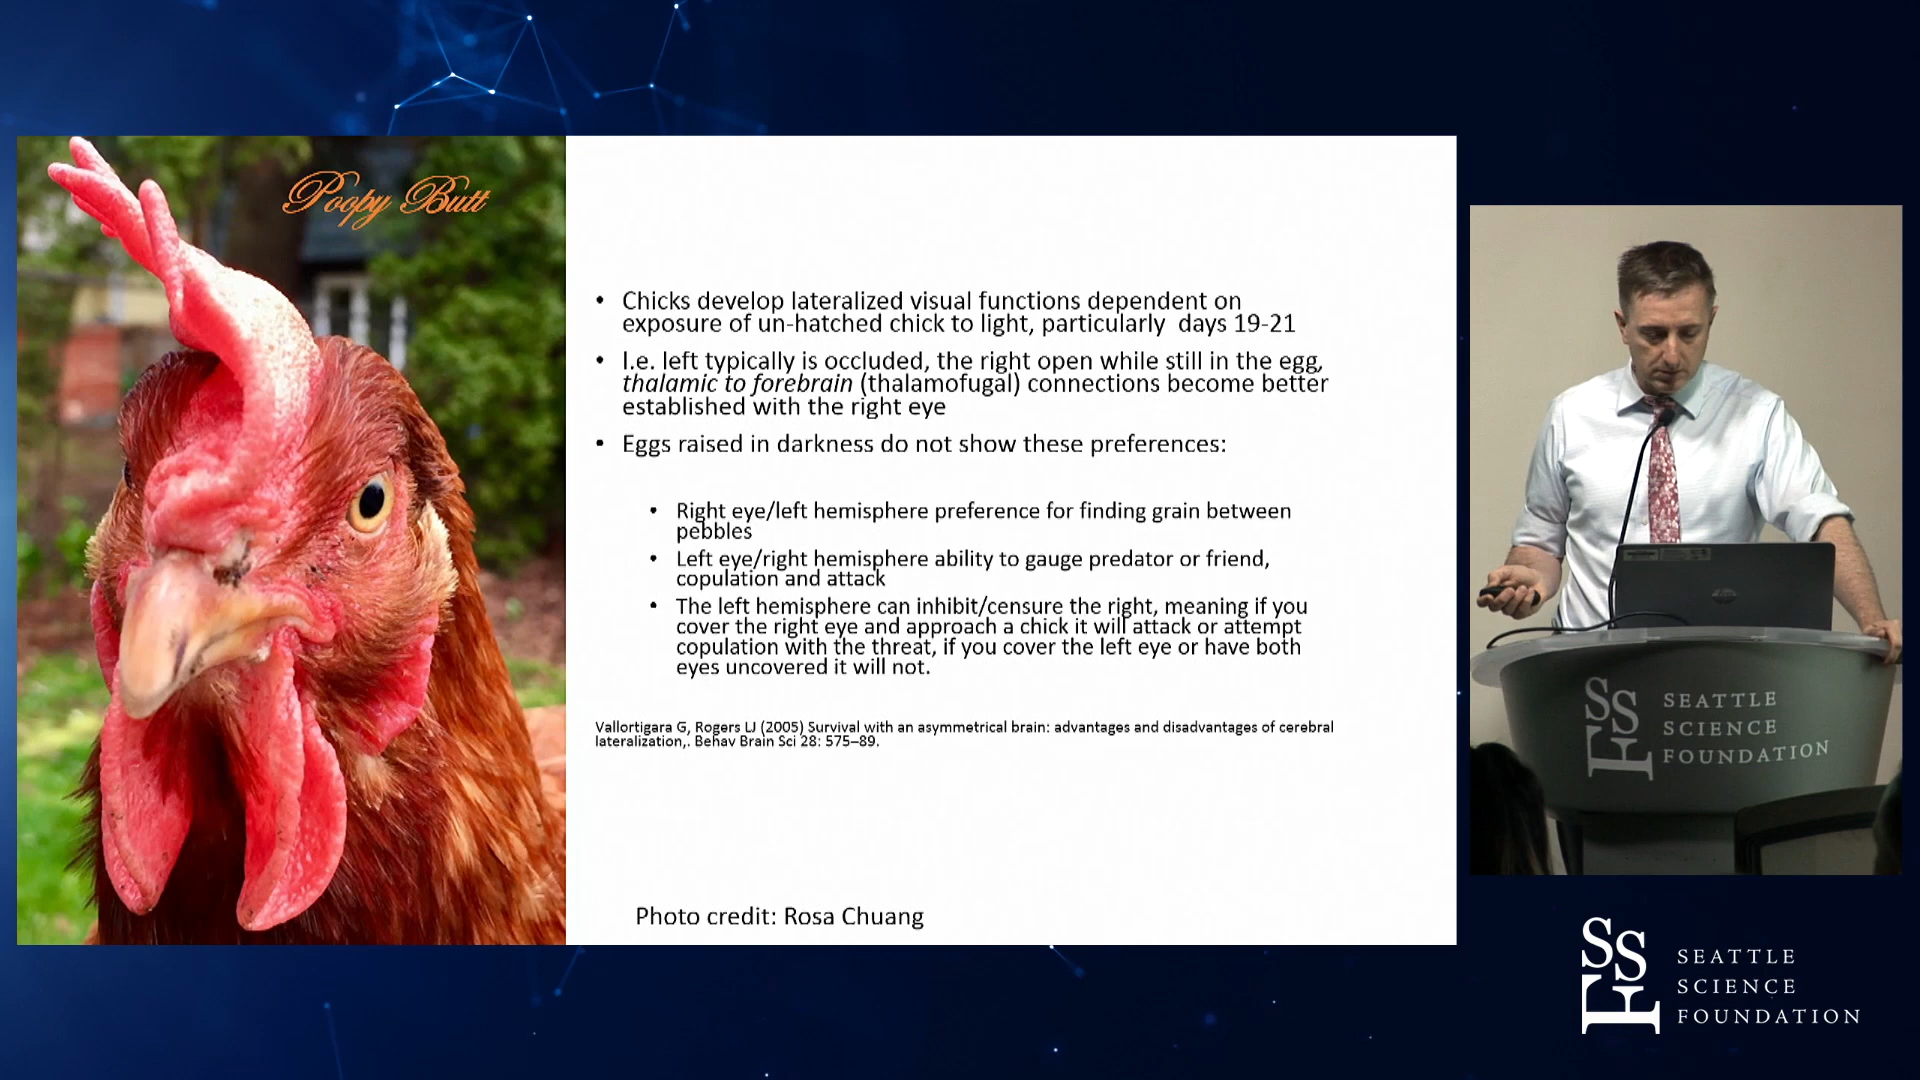 Poopy Butt
• Chicks develop lateralized visual functions dependent on
exposure of un-hatched chick to light, particularly days 19-21
• I.e. left typically is occluded, the right open while still in the egg,
thalamic to forebrain (thalamofugal) connections become better
established with the right eye
• Eggs raised in darkness do not show these preferences:
• Right eye/left hemisphere preference for finding grain between
pebbles
• Left eye/right hemisphere ability to gauge predator or friend,
copulation and attack
• The left hemisphere can inhibit/censure the right, meaning if you
cover the right eye and approach a chick it will attack or attempt
copulation with the threat, if you cover the left eye or have both
eyes uncovered it will not.
Vallortigara G, Rogers LJ (2005) Survival with an asymmetrical brain: advantages and disadvantages of cerebral
lateralization,. Behav Brain Sci 28: 575–89.
Photo credit: Rosa Chuang
hp
SSF
SEATTLE
SCIENCE
FOUNDATION
SSF
SEATTLE
SCIENCE
FOUNDATION